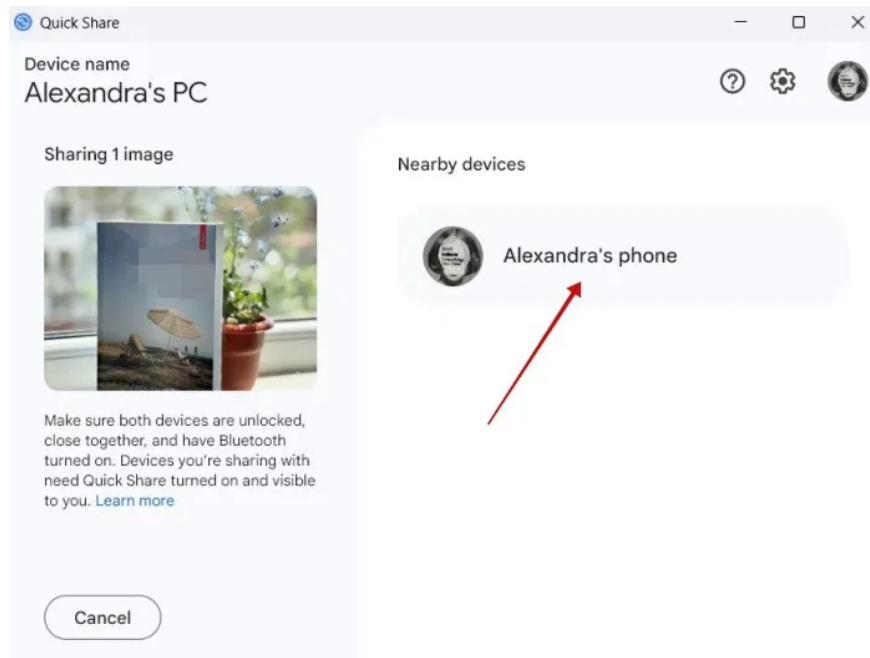 Quick Share
Device name
Alexandra's PC
Sharing 1 image
Make sure both devices are unlocked,
close together, and have Bluetooth
turned on. Devices you're sharing with
need Quick Share turned on and visible
to you. Learn more
Cancel
Nearby devices
Alexandra's phone